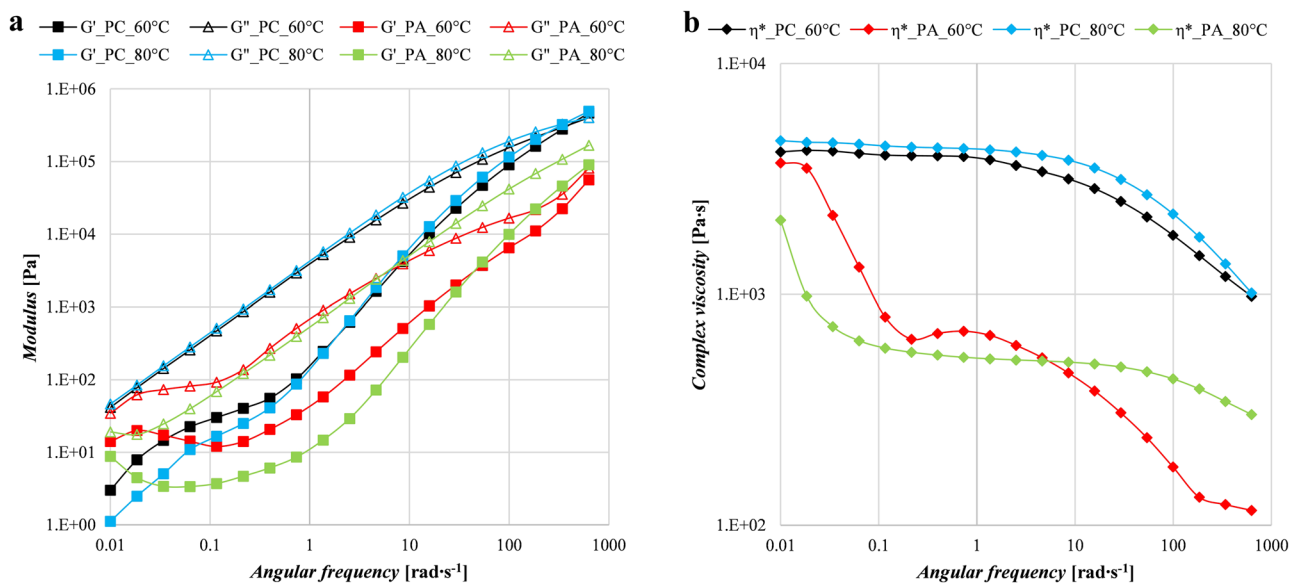 a
G'_PC_60°C G"_PC_60°C G'_PA_60°C G"_PA_60°C
G'_PC_80°C G"_PC_80°C G'_PA_80°C G"_PA_80°C
1.E+06
1.E+05
1.E+04
1.E+03
1.E+02
1.E+01
1.E+00
Modulus [Pa]
0.01 0.1 1 10 100 1000
Angular frequency [rad·s⁻¹]
b
η*_PC_60°C η*_PA_60°C η*_PC_80°C η*_PA_80°C
1.E+04
1.E+03
1.E+02
Complex viscosity [Pa·s]
0.01 0.1 1 10 100 1000
Angular frequency [rad·s⁻¹]